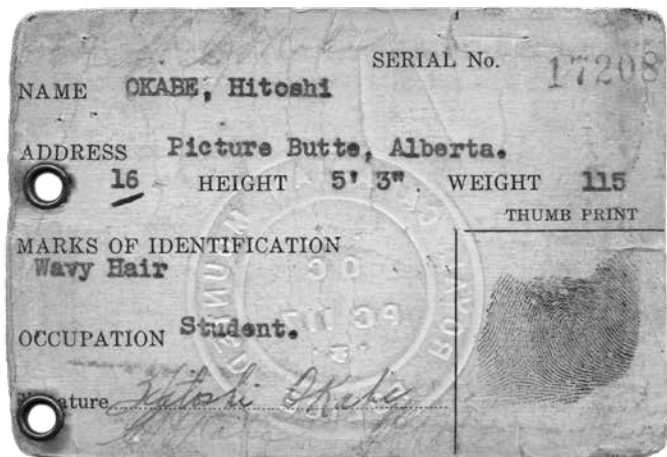 SERIAL No. 17208
NAME OKABE, Hitoshi
ADDRESS Picture Butte, Alberta.
16 HEIGHT 5' 3" WEIGHT 115
THUMB PRINT
MARKS OF IDENTIFICATION
Wavy Hair
OCCUPATION Student.
Signature Hitoshi Okabe